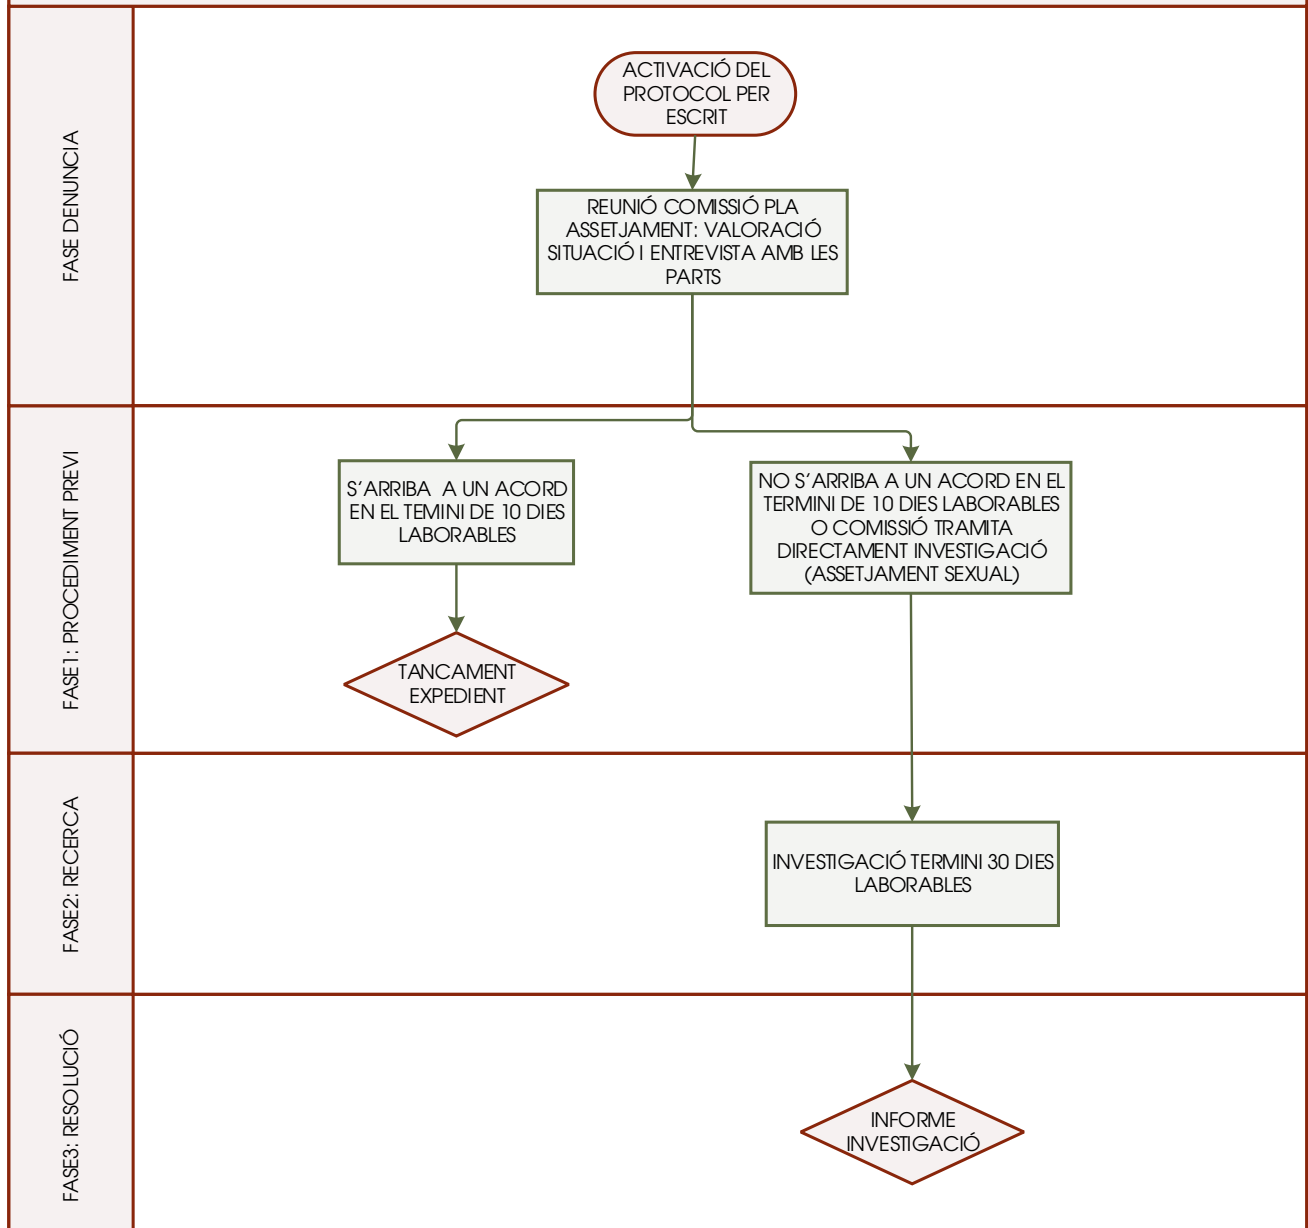 FASE DENUNCIA
ACTIVACIÓ DEL
PROTOCOL PER
ESCRIT
REUNIÓ COMISSIÓ PLA
ASSETJAMENT: VALORACIÓ
SITUACIÓ I ENTREVISTA AMB LES
PARTS
FASE1: PROCEDIMENT PREVI
S'ARRIBA A UN ACORD
EN EL TEMINI DE 10 DIES
LABORABLES
NO S'ARRIBA A UN ACORD EN EL
TERMINI DE 10 DIES LABORABLES
O COMISSIÓ TRAMITA
DIRECTAMENT INVESTIGACIÓ
(ASSETJAMENT SEXUAL)
TANCAMENT
EXPEDIENT
FASE2: RECERCA
INVESTIGACIÓ TERMINI 30 DIES
LABORABLES
FASE3: RESOLUCIÓ
INFORME
INVESTIGACIÓ